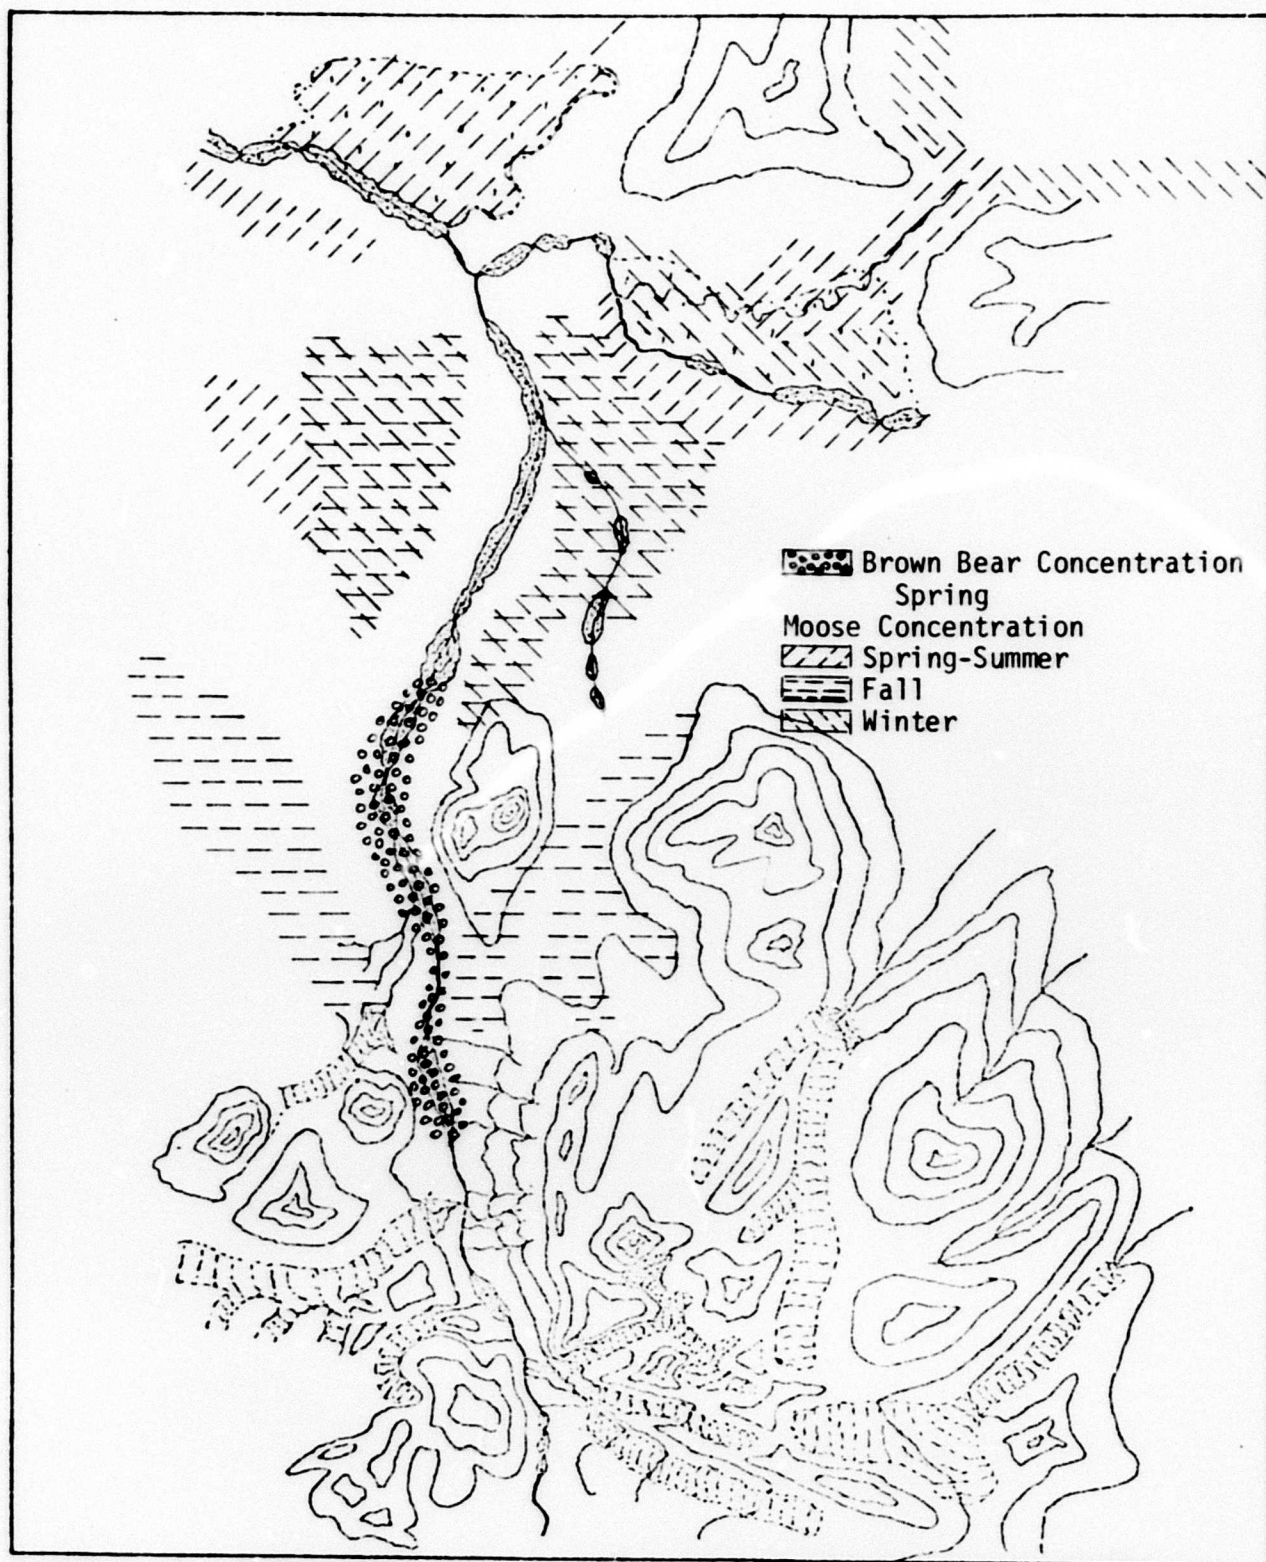 Brown Bear Concentration
Spring
Moose Concentration
Spring-Summer
Fall
Winter